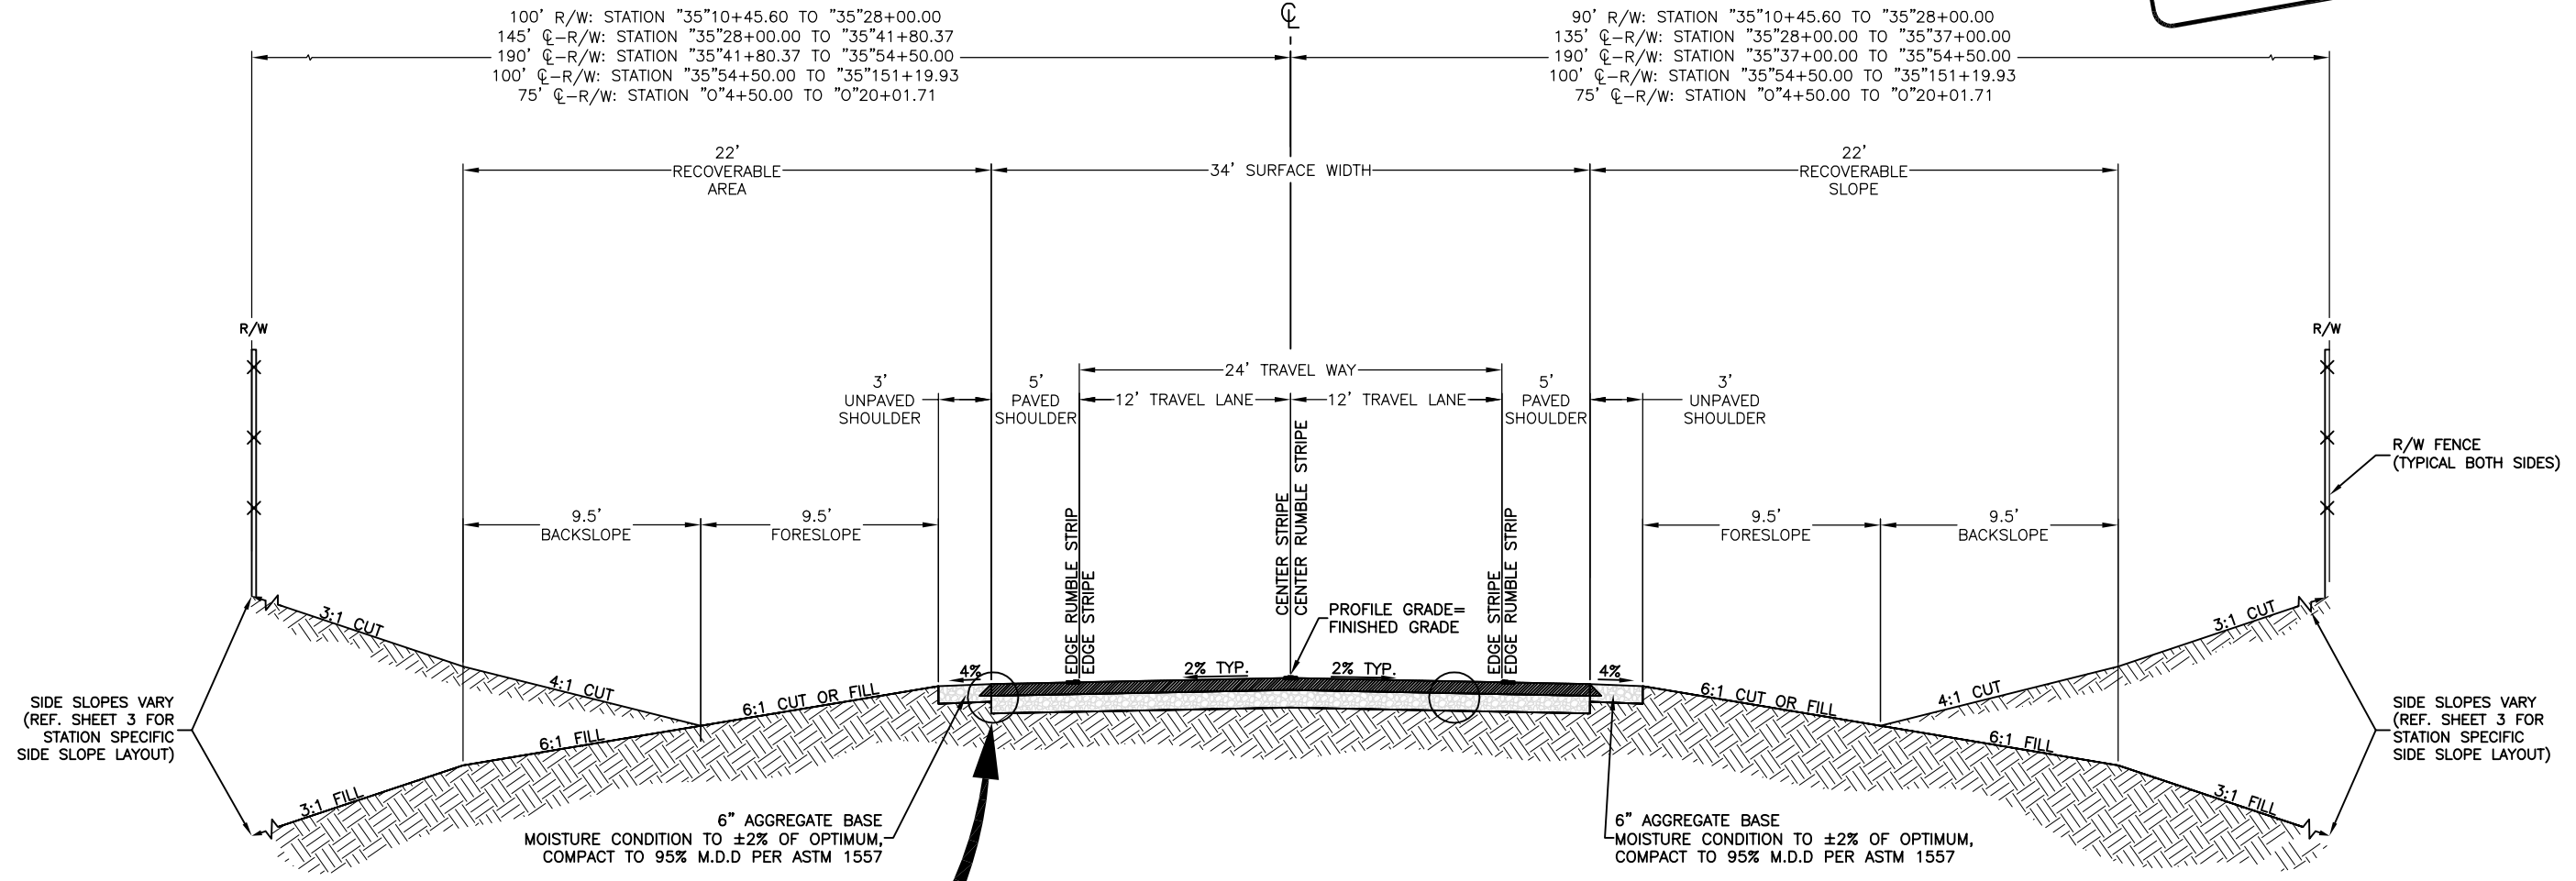 100' R/W: STATION "35"10+45.60 TO "35"28+00.00
145' ℄-R/W: STATION "35"28+00.00 TO "35"41+80.37
190' ℄-R/W: STATION "35"41+80.37 TO "35"54+50.00
100' ℄-R/W: STATION "35"54+50.00 TO "35"151+19.93
75' ℄-R/W: STATION "O"4+50.00 TO "O"20+01.71
℄
90' R/W: STATION "35"10+45.60 TO "35"28+00.00
135' ℄-R/W: STATION "35"28+00.00 TO "35"37+00.00
190' ℄-R/W: STATION "35"37+00.00 TO "35"54+50.00
100' ℄-R/W: STATION "35"54+50.00 TO "35"151+19.93
75' ℄-R/W: STATION "O"4+50.00 TO "O"20+01.71
22'
RECOVERABLE
AREA
34' SURFACE WIDTH
22'
RECOVERABLE
SLOPE
R/W
R/W
24' TRAVEL WAY
3'
UNPAVED
SHOULDER
5'
PAVED
SHOULDER
12' TRAVEL LANE
12' TRAVEL LANE
5'
PAVED
SHOULDER
3'
UNPAVED
SHOULDER
R/W FENCE
(TYPICAL BOTH SIDES)
9.5'
BACKSLOPE
9.5'
FORESLOPE
EDGE RUMBLE STRIP
EDGE STRIPE
CENTER STRIPE
CENTER RUMBLE STRIPE
EDGE STRIPE
EDGE RUMBLE STRIP
9.5'
FORESLOPE
9.5'
BACKSLOPE
PROFILE GRADE=
FINISHED GRADE
3:1 CUT
4:1 CUT
6:1 CUT OR FILL
4%
2% TYP.
2% TYP.
4%
6:1 CUT OR FILL
4:1 CUT
3:1 CUT
SIDE SLOPES VARY
(REF. SHEET 3 FOR
STATION SPECIFIC
SIDE SLOPE LAYOUT)
6:1 FILL
3:1 FILL
6:1 FILL
3:1 FILL
SIDE SLOPES VARY
(REF. SHEET 3 FOR
STATION SPECIFIC
SIDE SLOPE LAYOUT)
6" AGGREGATE BASE
MOISTURE CONDITION TO ±2% OF OPTIMUM,
COMPACT TO 95% M.D.D PER ASTM 1557
6" AGGREGATE BASE
MOISTURE CONDITION TO ±2% OF OPTIMUM,
COMPACT TO 95% M.D.D PER ASTM 1557